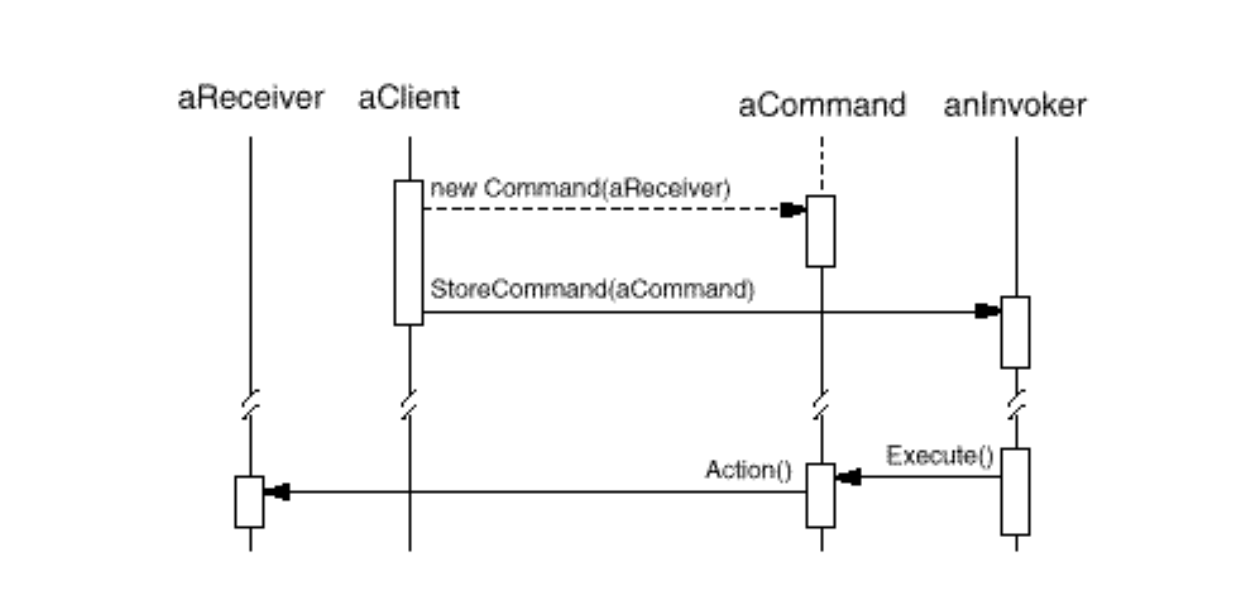 aReceiver aClient aCommand anInvoker
new Command(aReceiver)
StoreCommand(aCommand)
Execute()
Action()